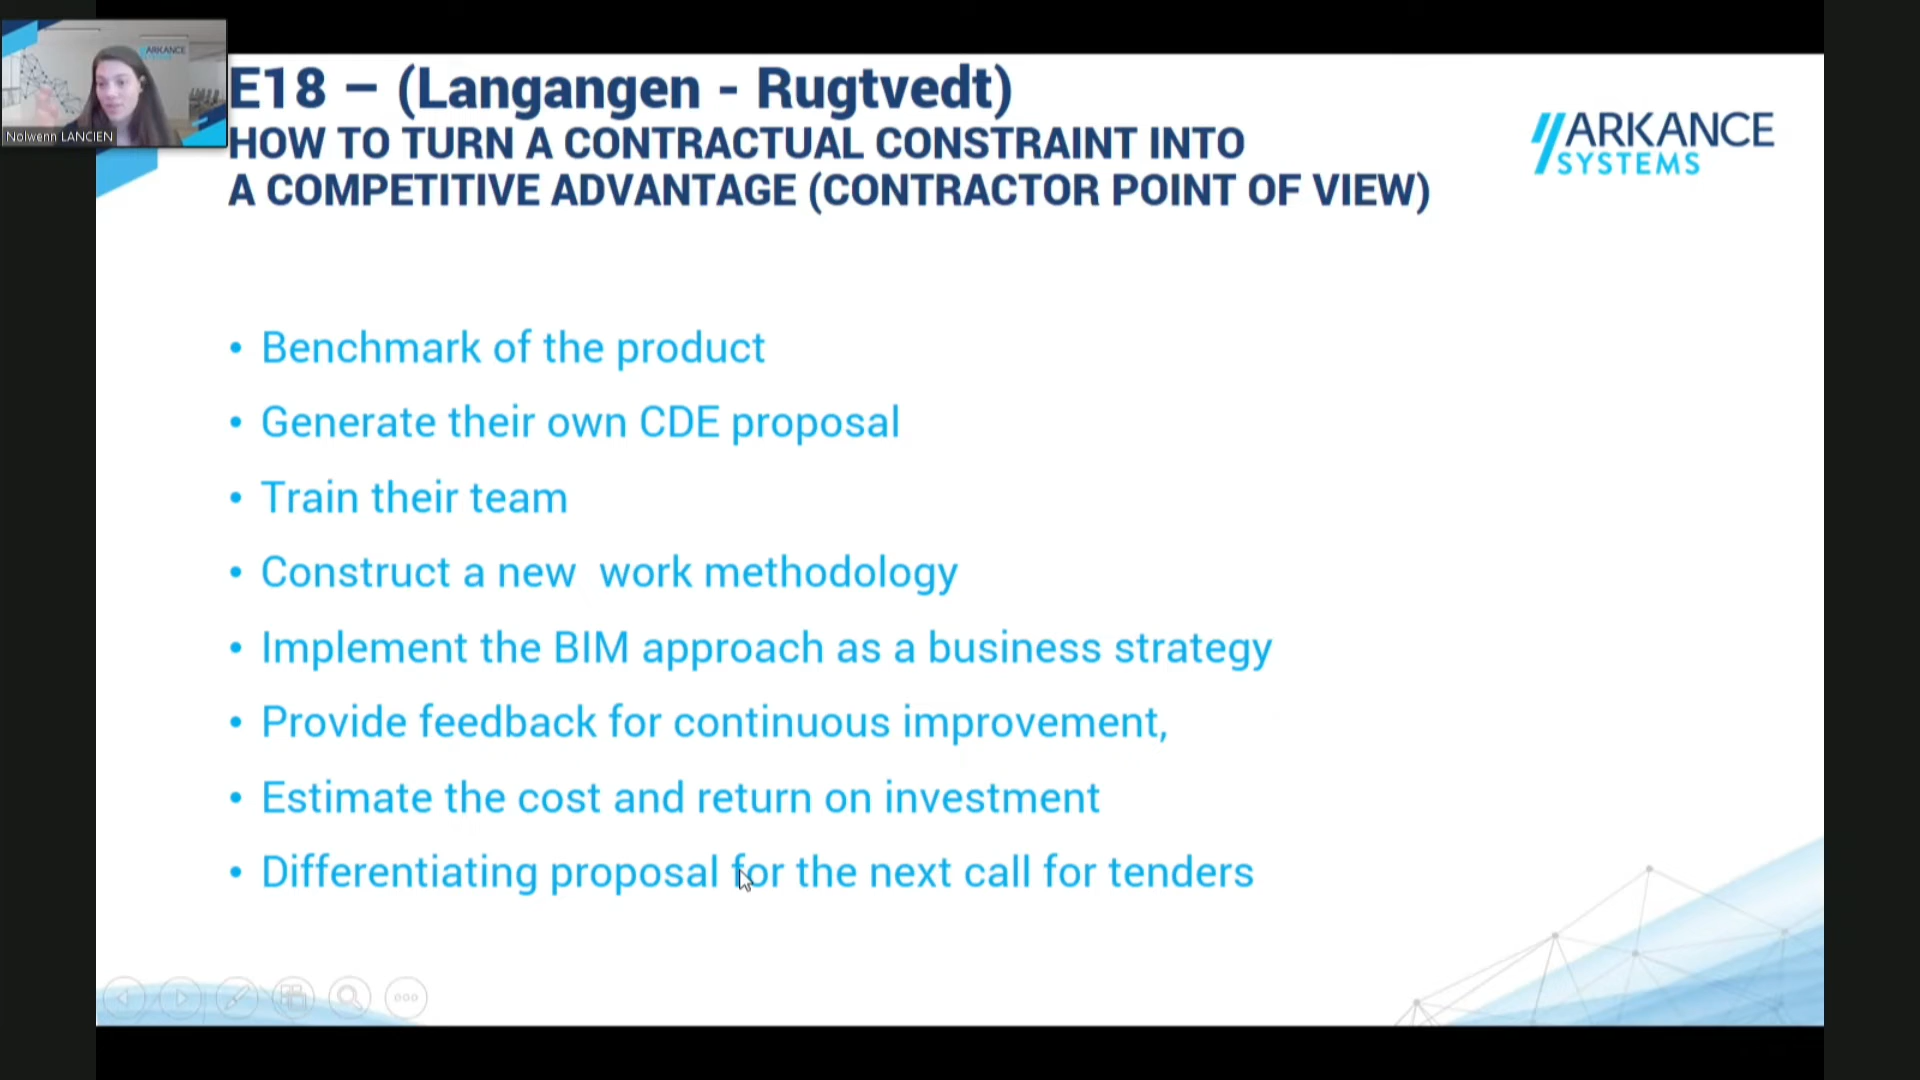 E18 – (Langangen - Rugtvedt)
HOW TO TURN A CONTRACTUAL CONSTRAINT INTO
A COMPETITIVE ADVANTAGE (CONTRACTOR POINT OF VIEW)
ARKANCE
SYSTEMS
ARKANCE
SYSTEMS
Nolwenn LANCIEN
• Benchmark of the product
• Generate their own CDE proposal
• Train their team
• Construct a new  work methodology
• Implement the BIM approach as a business strategy
• Provide feedback for continuous improvement,
• Estimate the cost and return on investment
• Differentiating proposal for the next call for tenders